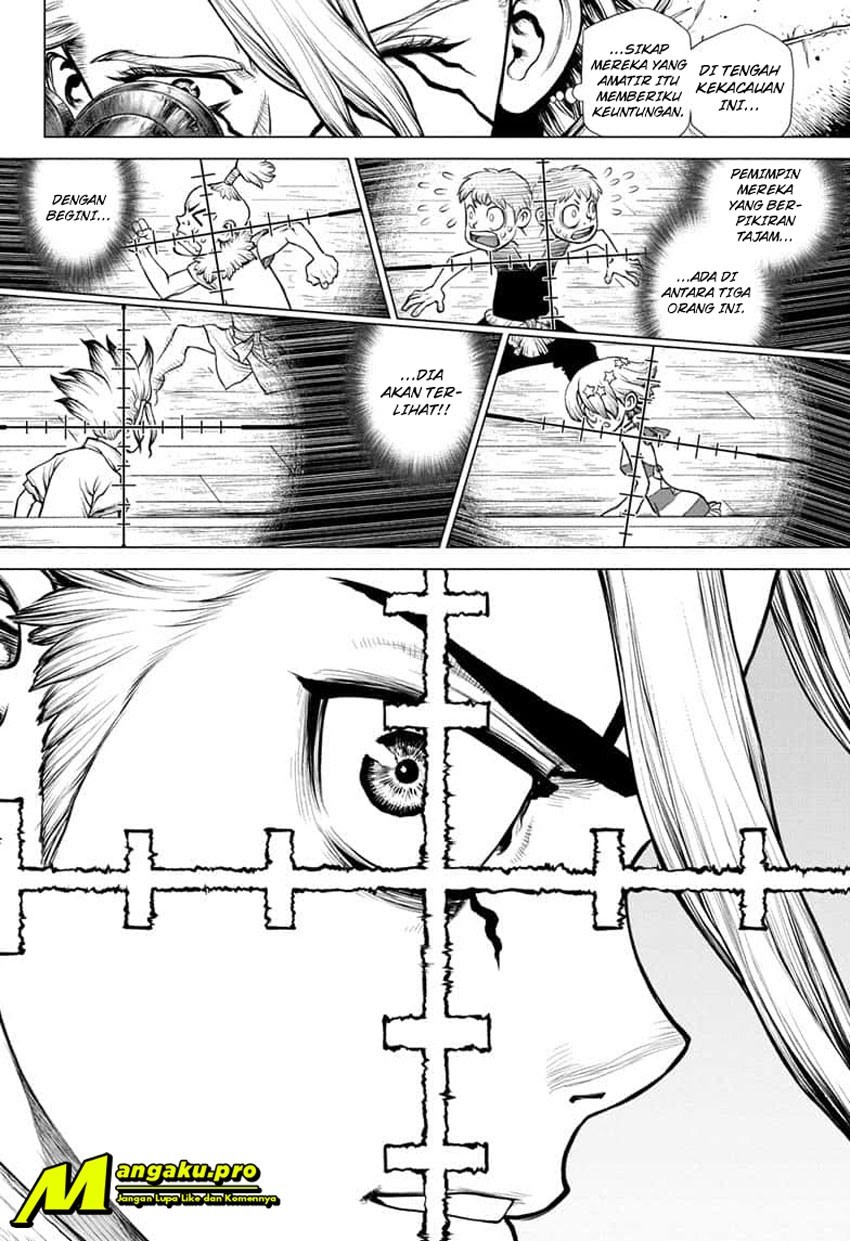 DI TENGAH
KEKACAUAN
INI...
...SIKAP
MEREKA YANG
AMATIR ITU
MEMBERIKU
KEUNTUNGAN.
PEMIMPIN
MEREKA
YANG BER-
PIKIRAN
TAJAM...
...ADA DI
ANTARA TIGA
ORANG INI.
DENGAN
BEGINI...
...DIA
AKAN TER-
LIHAT!!
Mangaku.pro
Jangan Lupa Like dan Komennya